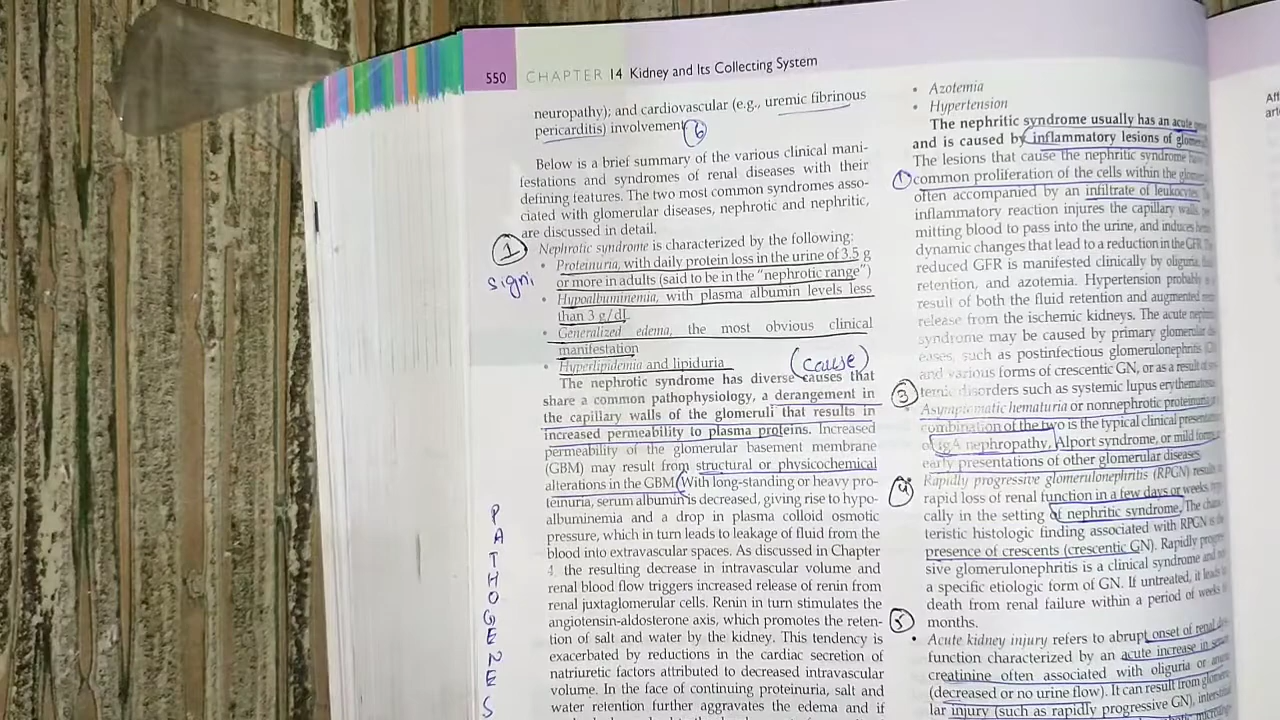 550 CHAPTER 14 Kidney and Its Collecting System
neuropathy); and cardiovascular (e.g., uremic fibrinous
pericarditis) involvement 6
Below is a brief summary of the various clinical mani-
festations and syndromes of renal diseases with their
defining features. The two most common syndromes asso-
ciated with glomerular diseases, nephrotic and nephritic,
are discussed in detail.
1 Nephrotic syndrome is characterized by the following:
signi
• Proteinuria, with daily protein loss in the urine of 3.5 g
or more in adults (said to be in the “nephrotic range”)
• Hypoalbuminemia, with plasma albumin levels less
than 3 g/dL
• Generalized edema, the most obvious clinical
manifestation
• Hyperlipidemia and lipiduria
(cause)
The nephrotic syndrome has diverse causes that
share a common pathophysiology, a derangement in
the capillary walls of the glomeruli that results in
increased permeability to plasma proteins. Increased
permeability of the glomerular basement membrane
(GBM) may result from structural or physicochemical
alterations in the GBM. With long-standing or heavy pro-
teinuria, serum albumin is decreased, giving rise to hypo-
albuminemia and a drop in plasma colloid osmotic
pressure, which in turn leads to leakage of fluid from the
blood into extravascular spaces. As discussed in Chapter
4, the resulting decrease in intravascular volume and
renal blood flow triggers increased release of renin from
renal juxtaglomerular cells. Renin in turn stimulates the
angiotensin-aldosterone axis, which promotes the reten-
tion of salt and water by the kidney. This tendency is
exacerbated by reductions in the cardiac secretion of
natriuretic factors attributed to decreased intravascular
volume. In the face of continuing proteinuria, salt and
water retention further aggravates the edema and if
P
A
T
H
O
G
E
N
E
S
• Azotemia
• Hypertension
The nephritic syndrome usually has an acute
and is caused by inflammatory lesions of
The lesions that cause the nephritic syndrome
1 common proliferation of the cells within the
often accompanied by an infiltrate of leukocytes.
inflammatory reaction injures the capillary walls,
mitting blood to pass into the urine, and induces
dynamic changes that lead to a reduction in the GFR.
reduced GFR is manifested clinically by oliguria,
retention, and azotemia. Hypertension probably
result of both the fluid retention and augmented
release from the ischemic kidneys. The acute
syndrome may be caused by primary glomerular
eases, such as postinfectious glomerulonephritis
and various forms of crescentic GN, or as a result of
temic disorders such as systemic lupus
3
• Asymptomatic hematuria or nonnephrotic proteinuria
combination of the two is the typical clinical
of IgA nephropathy, Alport syndrome, or mild
early presentations of other glomerular diseases.
4
• Rapidly progressive glomerulonephritis (RPGN)
rapid loss of renal function in a few days or weeks,
cally in the setting of nephritic syndrome. The
teristic histologic finding associated with RPGN is
presence of crescents (crescentic GN). Rapidly
sive glomerulonephritis is a clinical syndrome and
a specific etiologic form of GN. If untreated, it leads
death from renal failure within a period of weeks
months.
5
• Acute kidney injury refers to abrupt onset of renal
function characterized by an acute increase in
creatinine often associated with oliguria or
(decreased or no urine flow). It can result from
lar injury (such as rapidly progressive GN),